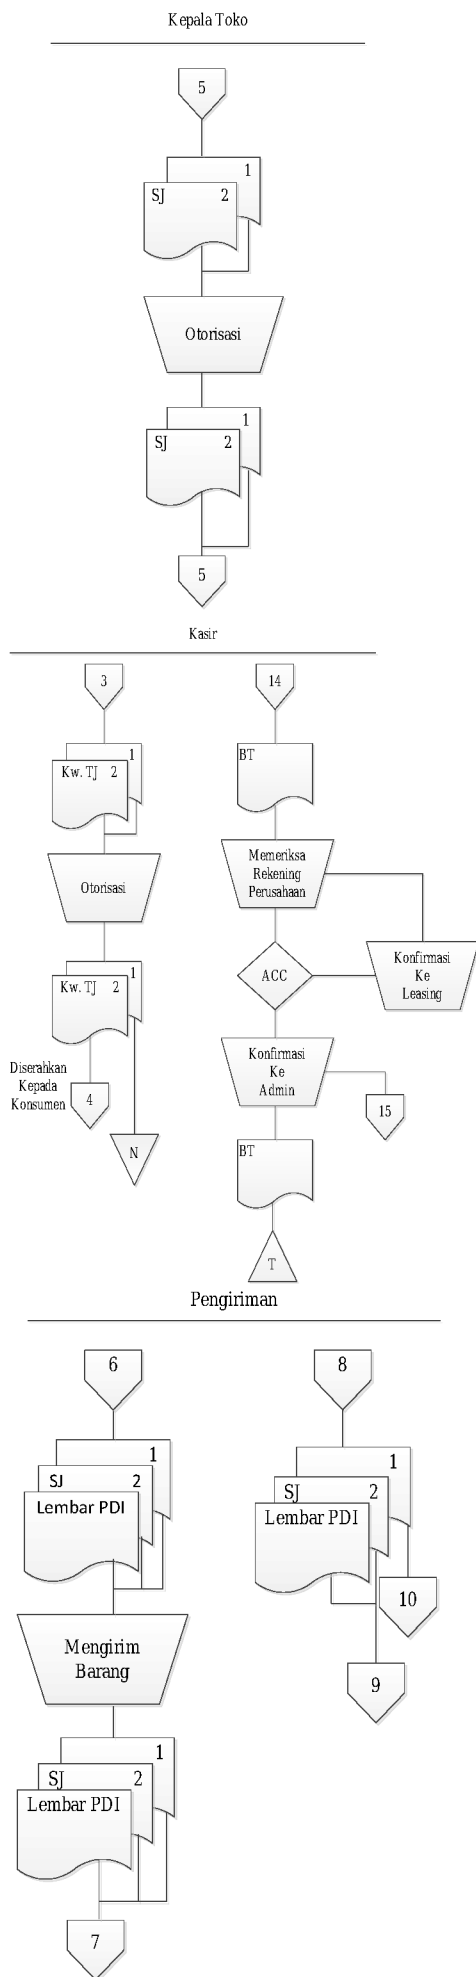 Kepala Toko
5
1
SJ 2
Otorisasi
1
SJ 2
5
Kasir
3
1
Kw. TJ 2
Otorisasi
1
Kw. TJ 2
Diserahkan
Kepada
Konsumen
4
N
14
BT
Memeriksa
Rekening
Perusahaan
ACC
Konfirmasi
Ke
Leasing
Konfirmasi
Ke
Admin
15
BT
T
Pengiriman
6
1
SJ 2
Lembar PDI
Mengirim
Barang
1
SJ 2
Lembar PDI
7
8
1
SJ 2
Lembar PDI
10
9